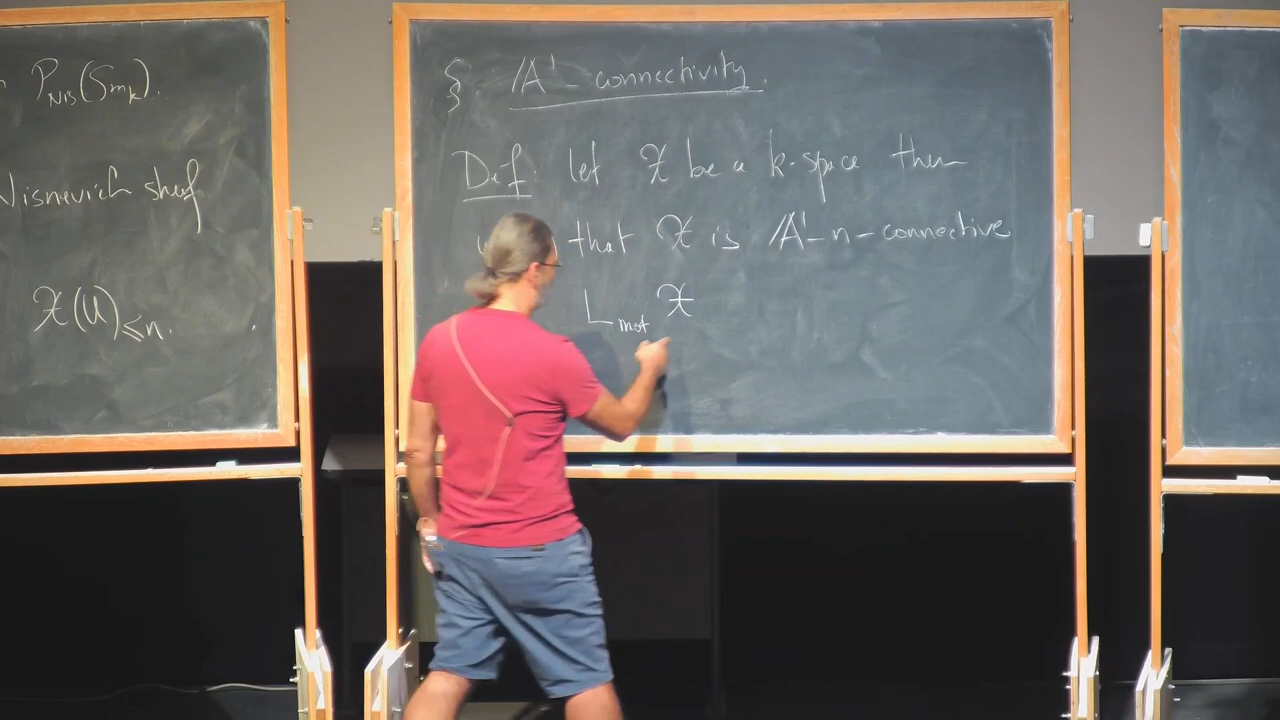 P_Nis(Sm_k).
Nisnevich sheaf
𝒳(U)_≤n.
§ 𝔸¹-connectivity.
Def: let 𝒳 be a k-space then
that 𝒳 is 𝔸¹-n-connective
L_mot 𝒳